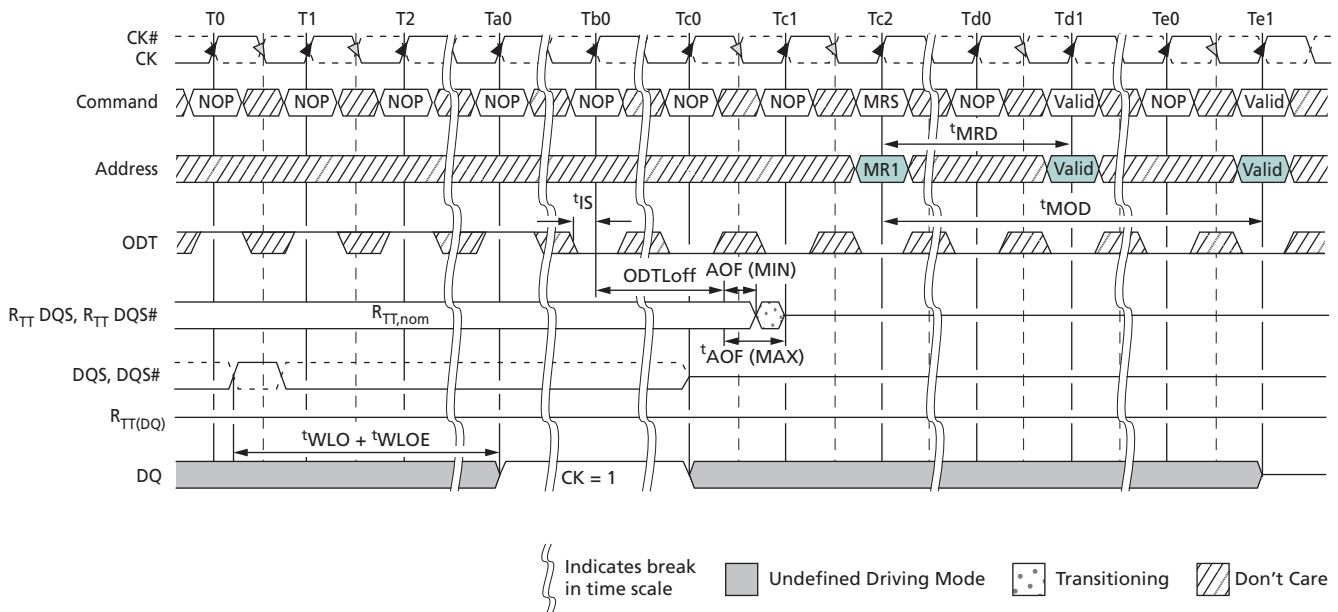 T0 T1 T2 Ta0 Tb0 Tc0 Tc1 Tc2 Td0 Td1 Te0 Te1
CK#
CK
Command NOP NOP NOP NOP NOP NOP NOP MRS NOP Valid NOP Valid
tMRD
Address MR1 Valid Valid
tIS
tMOD
ODT
ODTLoff AOF (MIN)
RTT DQS, RTT DQS# RTT,nom
tAOF (MAX)
DQS, DQS#
RTT(DQ)
tWLO + tWLOE
DQ CK = 1
Indicates break
in time scale
Undefined Driving Mode
Transitioning
Don't Care